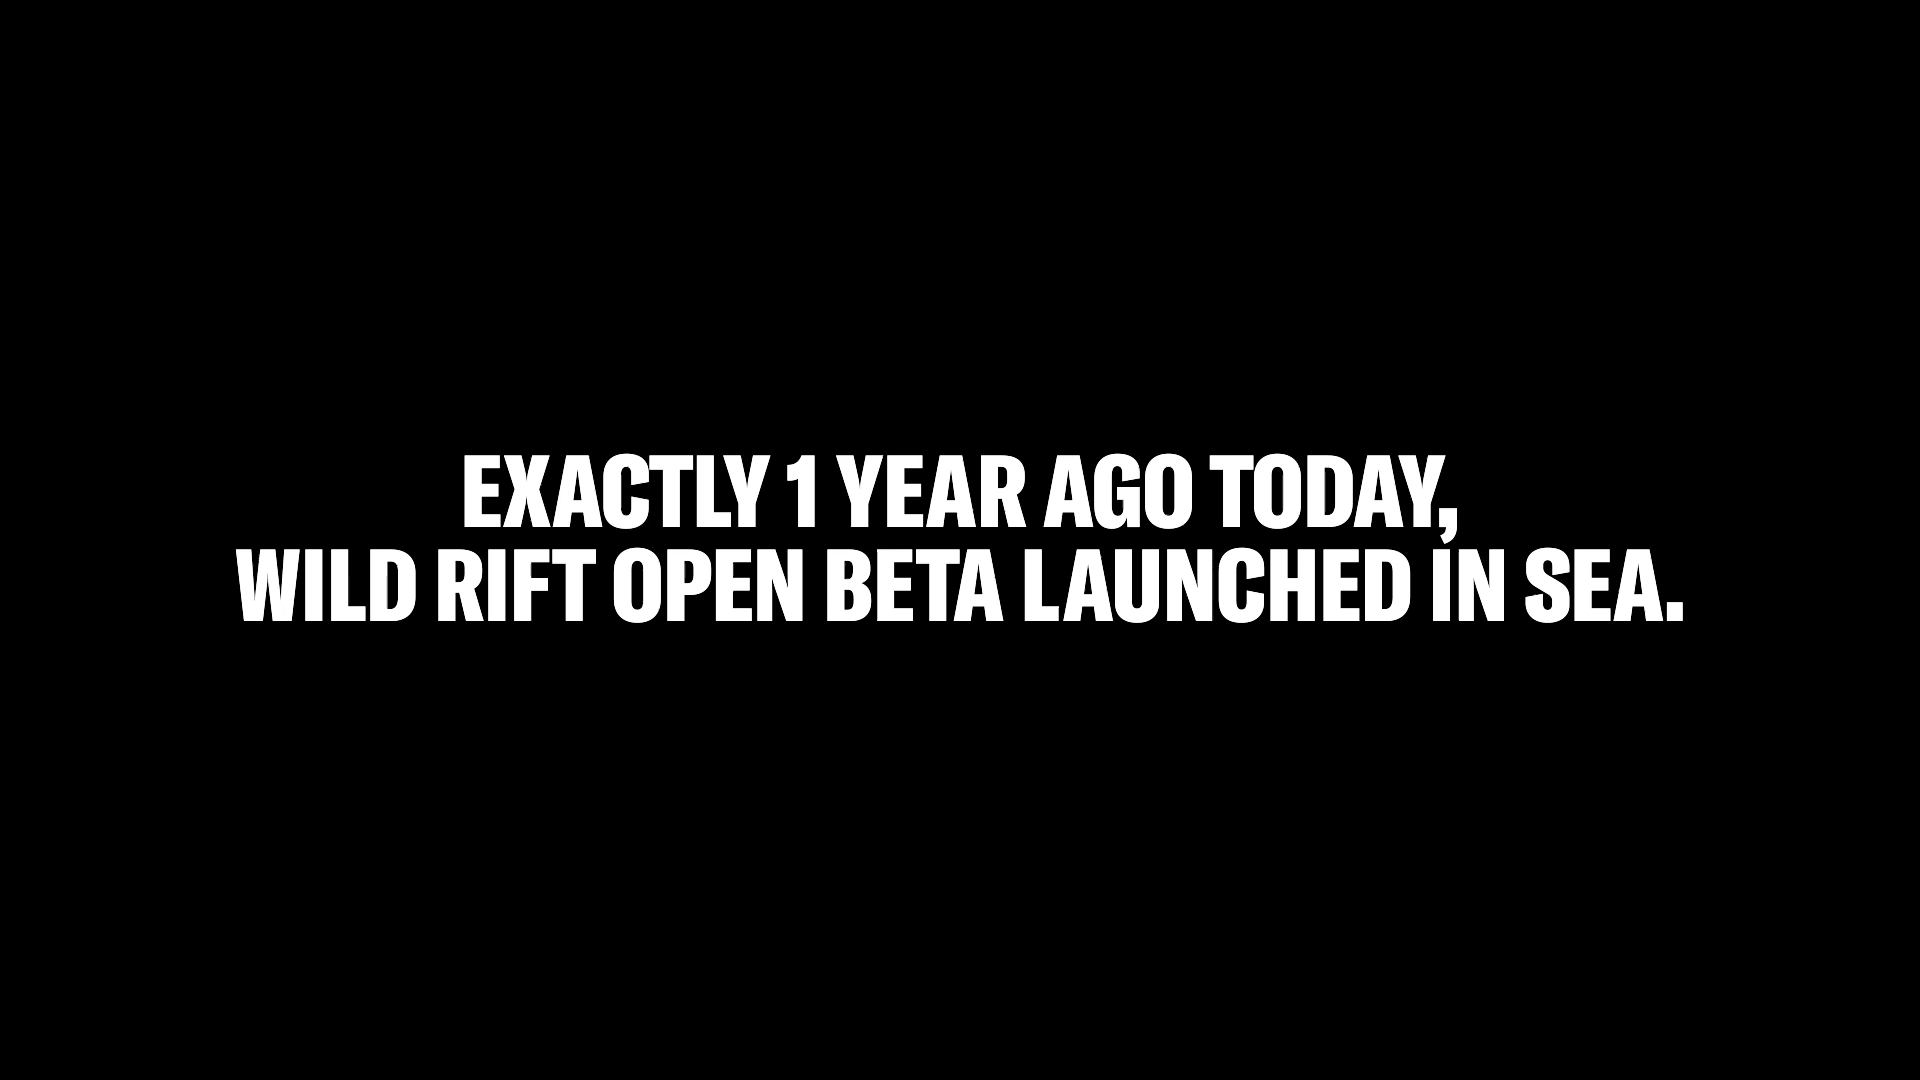 EXACTLY 1 YEAR AGO TODAY,
WILD RIFT OPEN BETA LAUNCHED IN SEA.